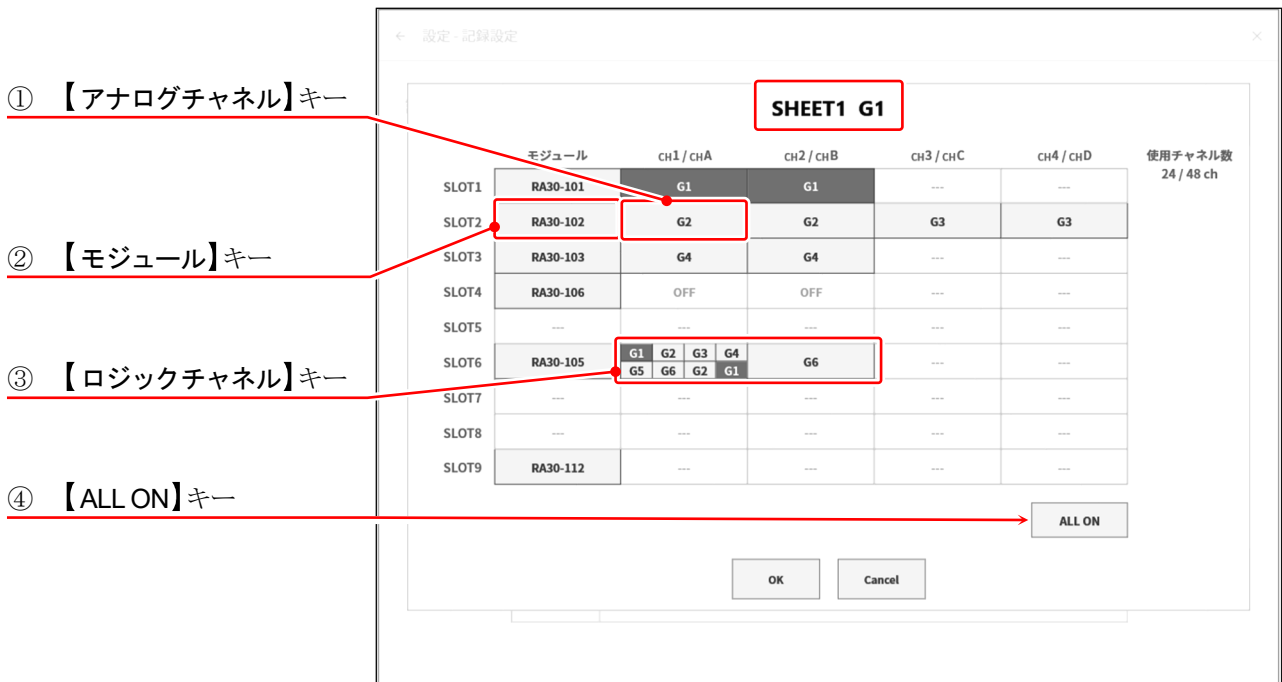 ← 設定 - 記録設定 ×
① 【アナログチャネル】キー
SHEET1 G1
モジュール CH1 / CHA CH2 / CHB CH3 / CHC CH4 / CHD 使用チャネル数
24 / 48 ch
SLOT1 RA30-101 G1 G1 --- ---
SLOT2 RA30-102 G2 G2 G3 G3
② 【モジュール】キー
SLOT3 RA30-103 G4 G4 --- ---
SLOT4 RA30-106 OFF OFF --- ---
SLOT5 --- --- --- --- ---
③ 【ロジックチャネル】キー
SLOT6 RA30-105 G1 G2 G3 G4 G6 --- ---
G5 G6 G2 G1
SLOT7 --- --- --- --- ---
SLOT8 --- --- --- --- ---
SLOT9 RA30-112 --- --- --- ---
④ 【ALL ON】キー
ALL ON
OK Cancel